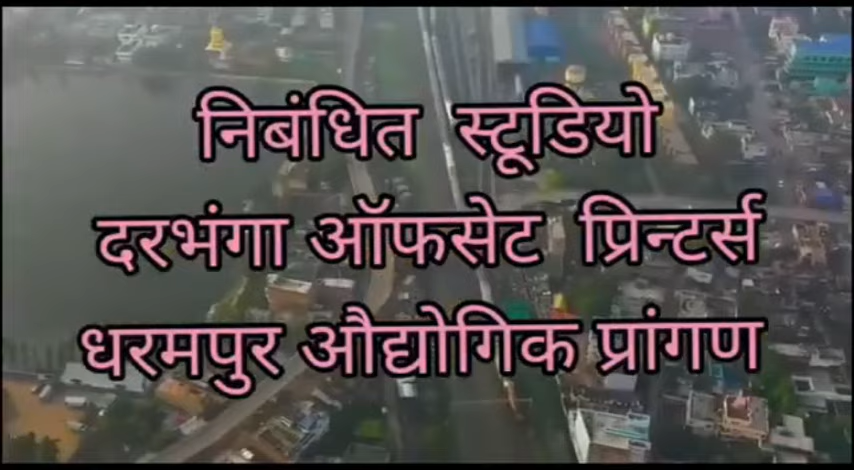 निबंधित स्टूडियो
दरभंगा ऑफसेट प्रिन्टर्स
धरमपुर औद्योगिक प्रांगण